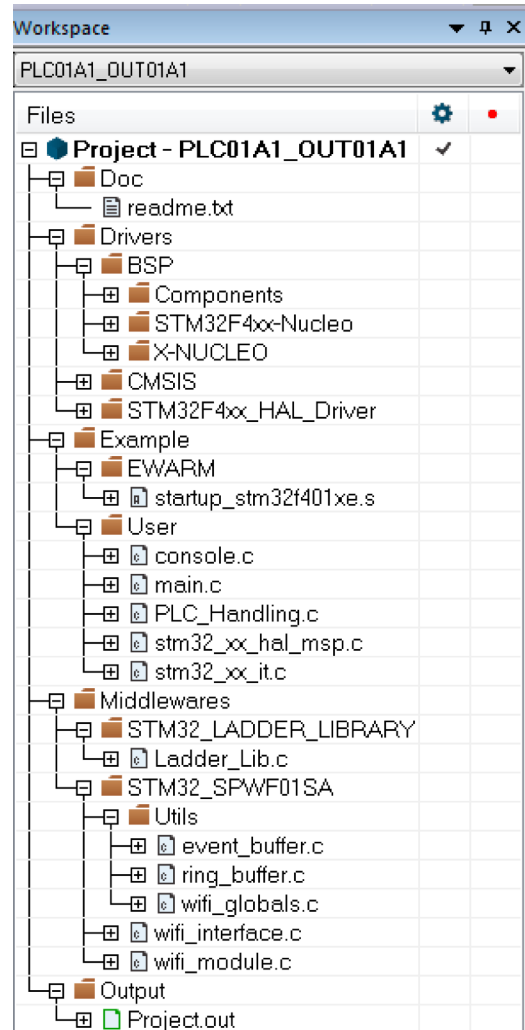 Workspace
PLC01A1_OUT01A1
Files
Project - PLC01A1_OUT01A1
Doc
readme.txt
Drivers
BSP
Components
STM32F4xx-Nucleo
X-NUCLEO
CMSIS
STM32F4xx_HAL_Driver
Example
EWARM
startup_stm32f401xe.s
User
console.c
main.c
PLC_Handling.c
stm32_xx_hal_msp.c
stm32_xx_it.c
Middlewares
STM32_LADDER_LIBRARY
Ladder_Lib.c
STM32_SPWF01SA
Utils
event_buffer.c
ring_buffer.c
wifi_globals.c
wifi_interface.c
wifi_module.c
Output
Project.out